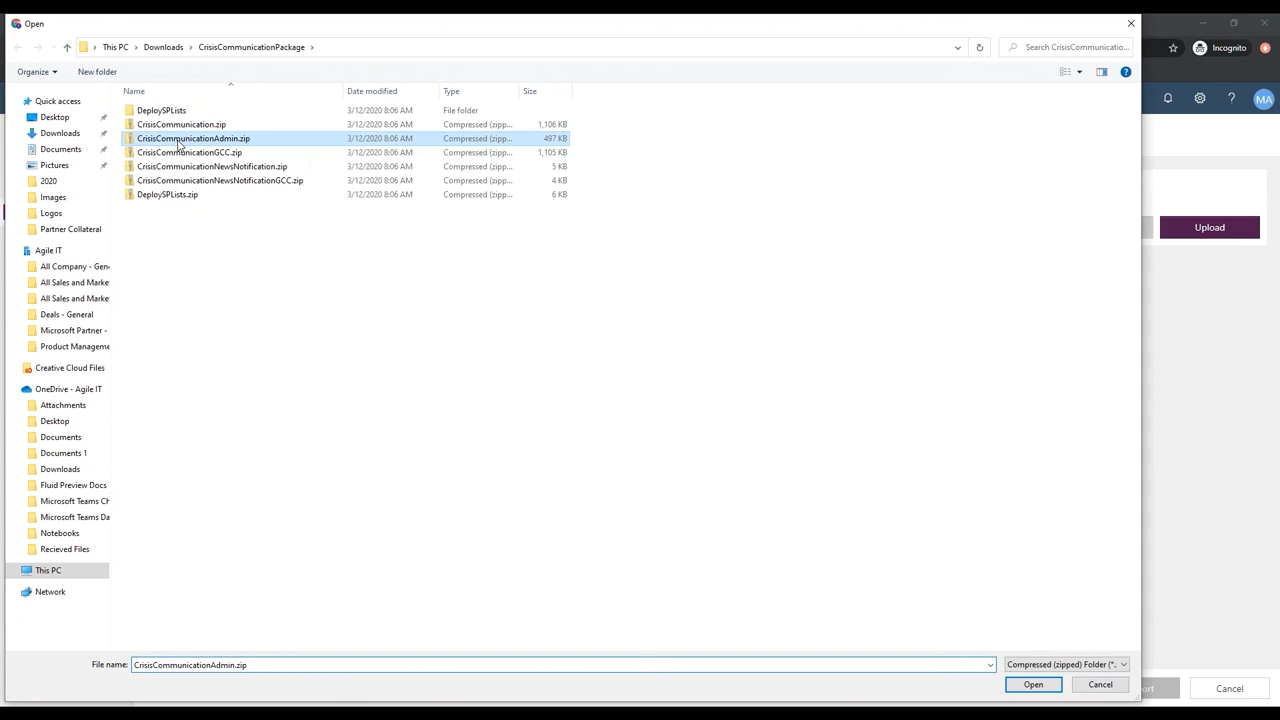 Open
This PC > Downloads > CrisisCommunicationPackage >
Search CrisisCommunicatio...
Incognito
Organize
New folder
MA
Name
Date modified
Type
Size
Quick access
Desktop
Downloads
Documents
Pictures
2020
Images
Logos
Partner Collateral
Agile IT
All Company - Gene
All Sales and Marke
All Sales and Marke
Deals - General
Microsoft Partner -
Product Manageme
Creative Cloud Files
OneDrive - Agile IT
Attachments
Desktop
Documents
Documents 1
Downloads
Fluid Preview Docs
Microsoft Teams Ch
Microsoft Teams Da
Notebooks
Recieved Files
This PC
Network
DeploySPLists 3/12/2020 8:06 AM File folder
CrisisCommunication.zip 3/12/2020 8:06 AM Compressed (zipp... 1,106 KB
CrisisCommunicationAdmin.zip 3/12/2020 8:06 AM Compressed (zipp... 497 KB
CrisisCommunicationGCC.zip 3/12/2020 8:06 AM Compressed (zipp... 1,105 KB
CrisisCommunicationNewsNotification.zip 3/12/2020 8:06 AM Compressed (zipp... 5 KB
CrisisCommunicationNewsNotificationGCC.zip 3/12/2020 8:06 AM Compressed (zipp... 4 KB
DeploySPLists.zip 3/12/2020 8:06 AM Compressed (zipp... 6 KB
Upload
File name: CrisisCommunicationAdmin.zip
Compressed (zipped) Folder (*.
Open
Cancel
ort
Cancel